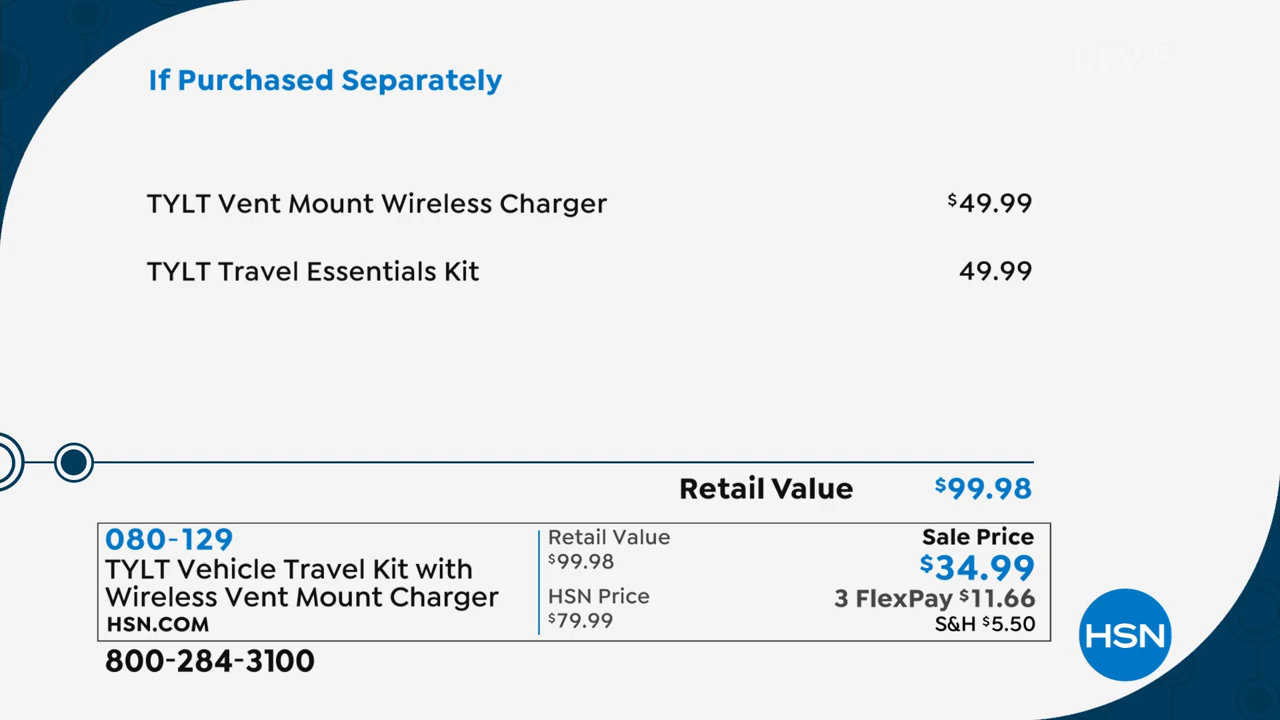 LIVE
If Purchased Separately
TYLT Vent Mount Wireless Charger $49.99
TYLT Travel Essentials Kit 49.99
Retail Value $99.98
080-129
TYLT Vehicle Travel Kit with
Wireless Vent Mount Charger
HSN.COM
Retail Value
$99.98
HSN Price
$79.99
Sale Price
$34.99
3 FlexPay $11.66
S&H $5.50
HSN
800-284-3100